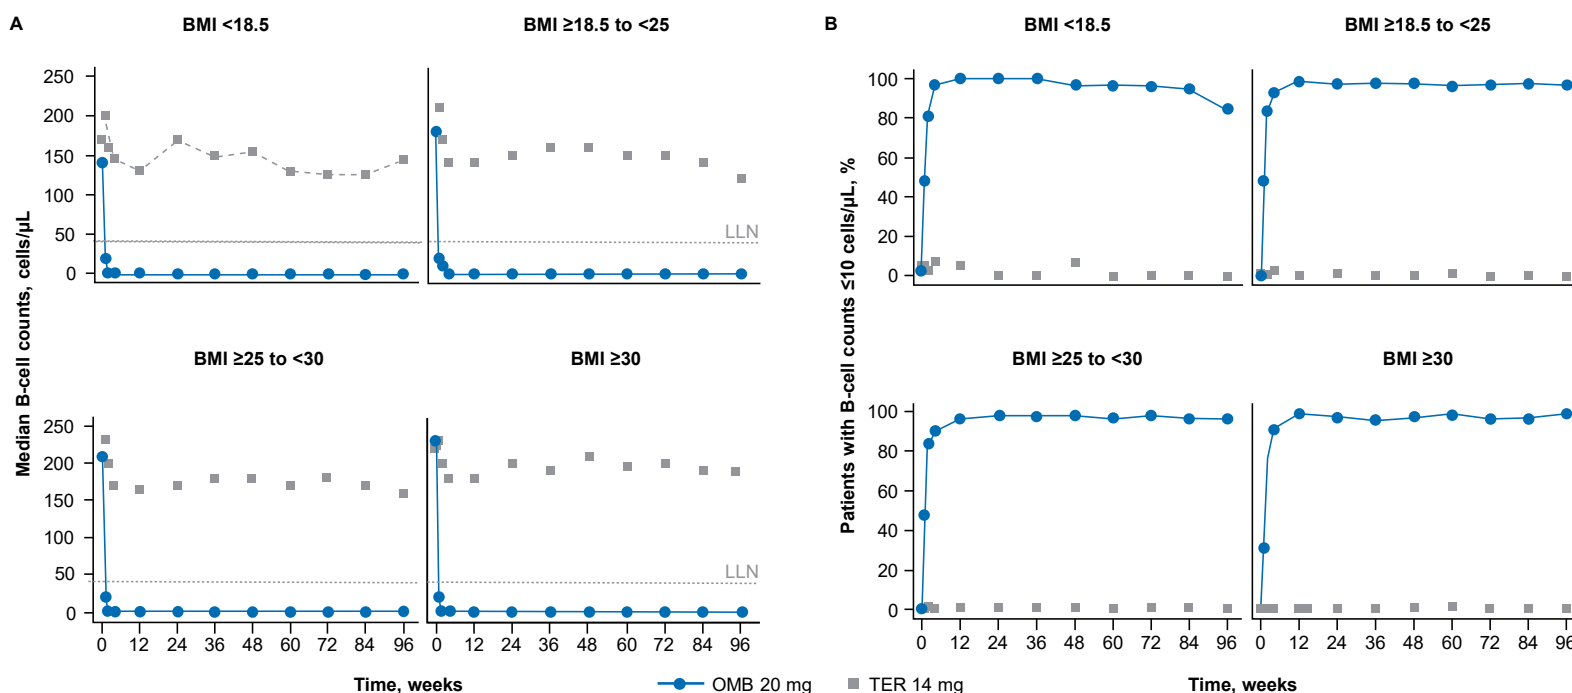 A
BMI <18.5
BMI ≥18.5 to <25
B
BMI <18.5
BMI ≥18.5 to <25
Median B-cell counts, cells/µL
250
200
150
100
50
0
LLN
Patients with B-cell counts ≤10 cells/µL, %
100
80
60
40
20
0
BMI ≥25 to <30
BMI ≥30
BMI ≥25 to <30
BMI ≥30
250
200
150
100
50
0
LLN
100
80
60
40
20
0
0 12 24 36 48 60 72 84 96
0 12 24 36 48 60 72 84 96
0 12 24 36 48 60 72 84 96
0 12 24 36 48 60 72 84 96
Time, weeks
OMB 20 mg
TER 14 mg
Time, weeks